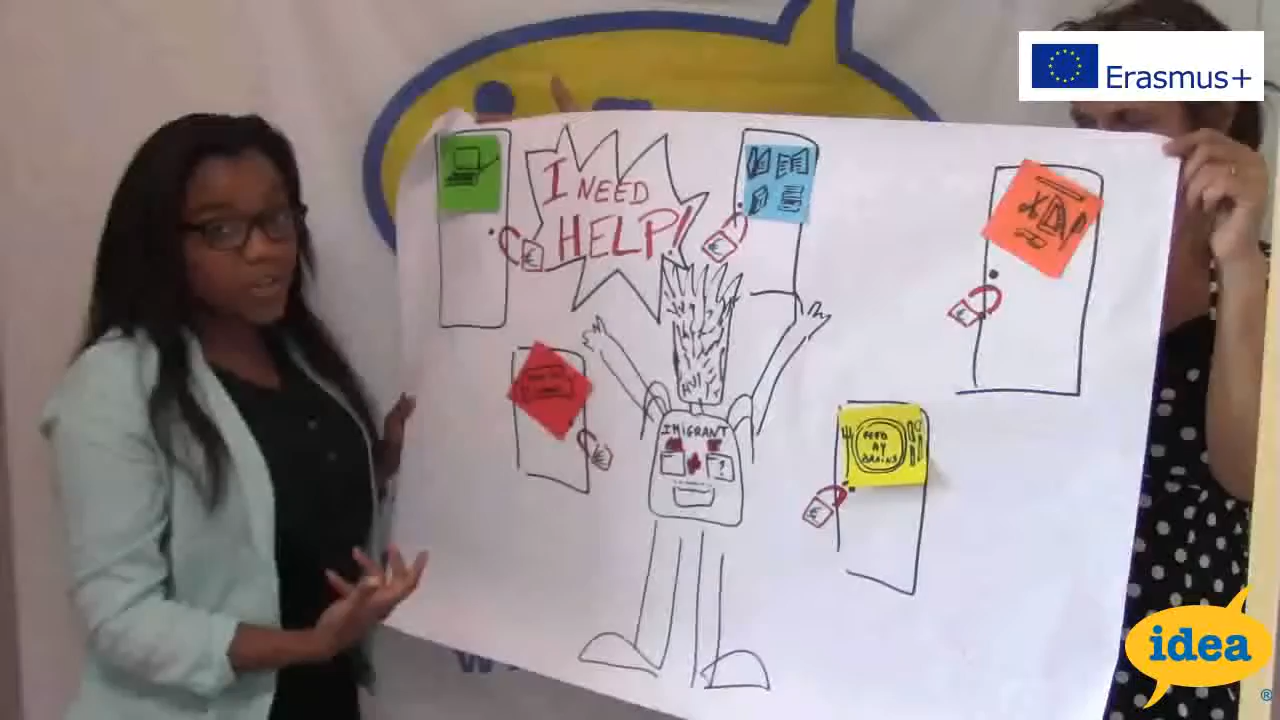 Erasmus+
I NEED
HELP!
€
€
€
€
€
IMIGRANT
?
FEED
MY
BRAINS
idea
®